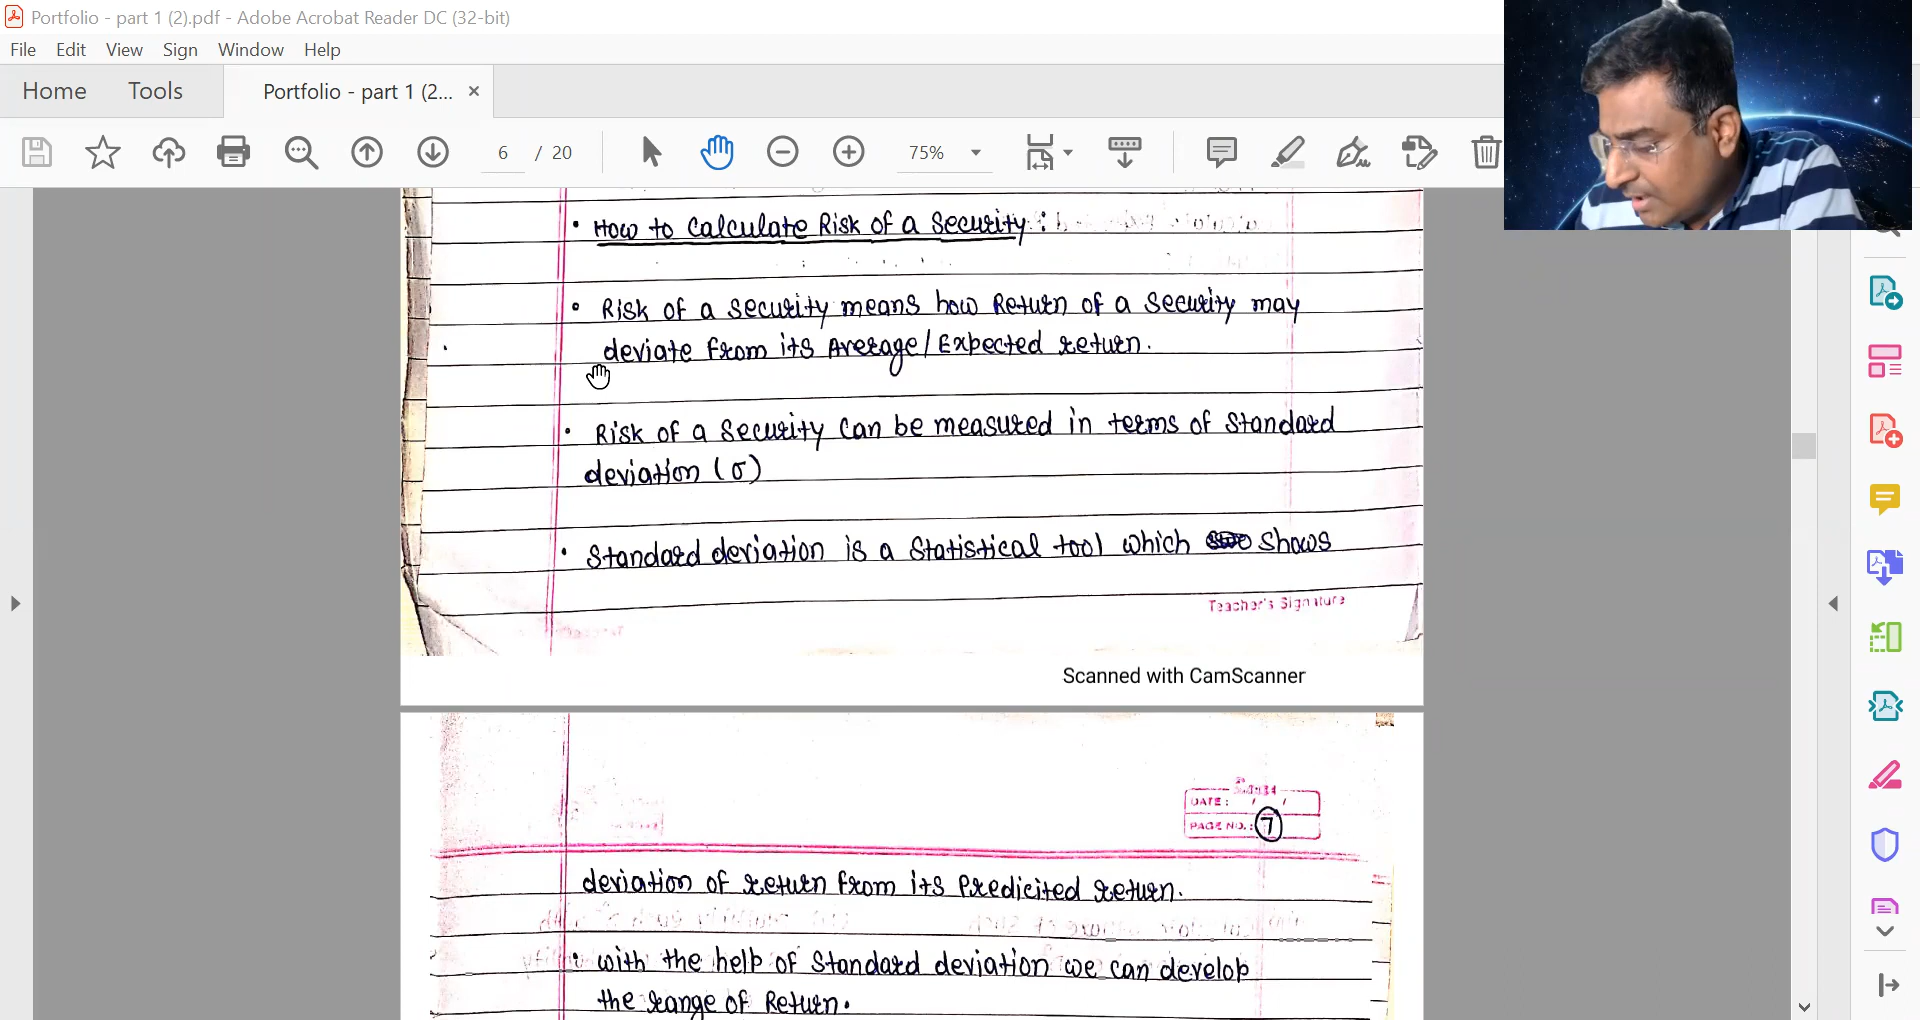 Portfolio - part 1 (2).pdf - Adobe Acrobat Reader DC (32-bit)
File Edit View Sign Window Help
Home Tools Portfolio - part 1 (2... ×
6 / 20 75%
• How to Calculate Risk of a Security :
• Risk of a security means how Return of a Security may
deviate from its Average/Expected return.
• Risk of a Security can be measured in terms of Standard
deviation (σ)
• Standard deviation is a Statistical tool which shows
Teacher's Signature
Scanned with CamScanner
DATE : / /
PAGE NO.: 7
deviation of return from its Predicited return.
• with the help of Standard deviation we can develop
the range of Return.